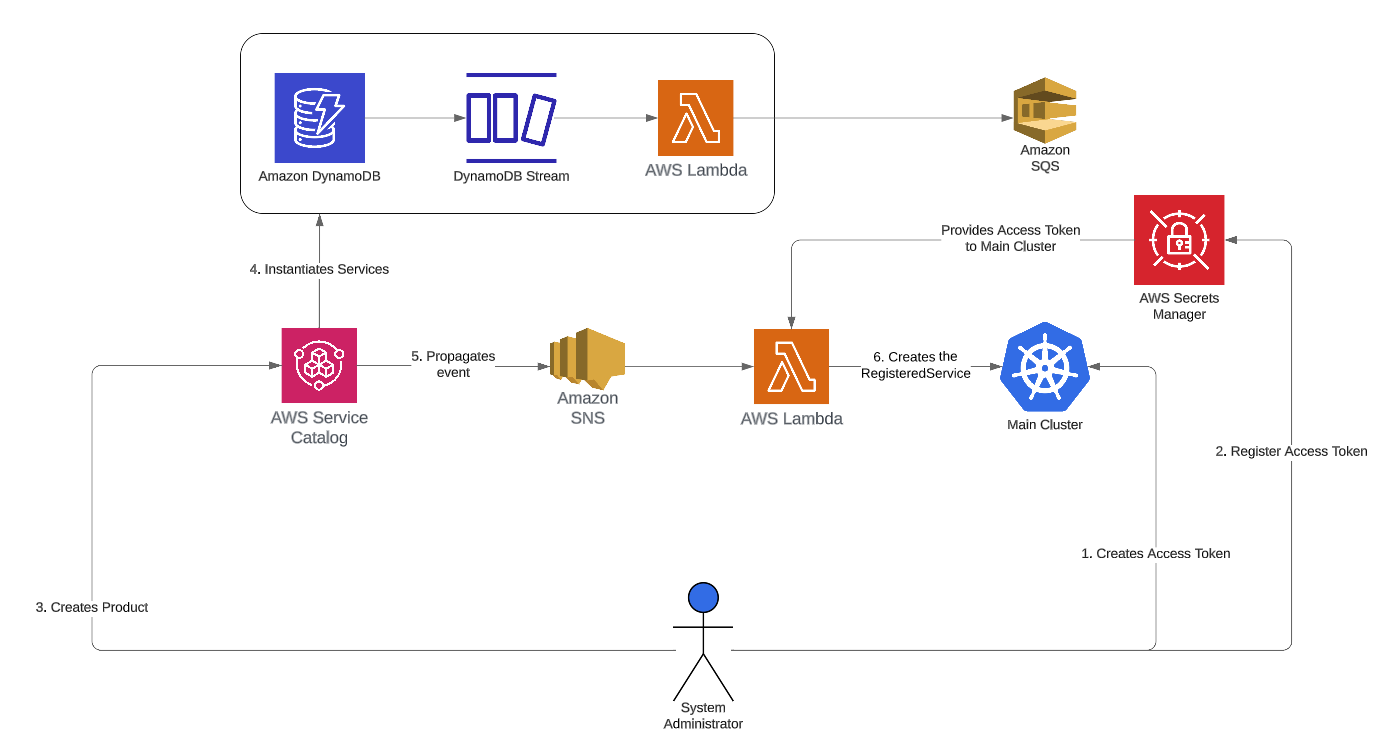 Amazon DynamoDB
DynamoDB Stream
AWS Lambda
Amazon
SQS
Provides Access Token
to Main Cluster
AWS Secrets
Manager
4. Instantiates Services
5. Propagates
event
6. Creates the
RegisteredService
AWS Service
Catalog
Amazon
SNS
AWS Lambda
Main Cluster
2. Register Access Token
1. Creates Access Token
3. Creates Product
System
Administrator